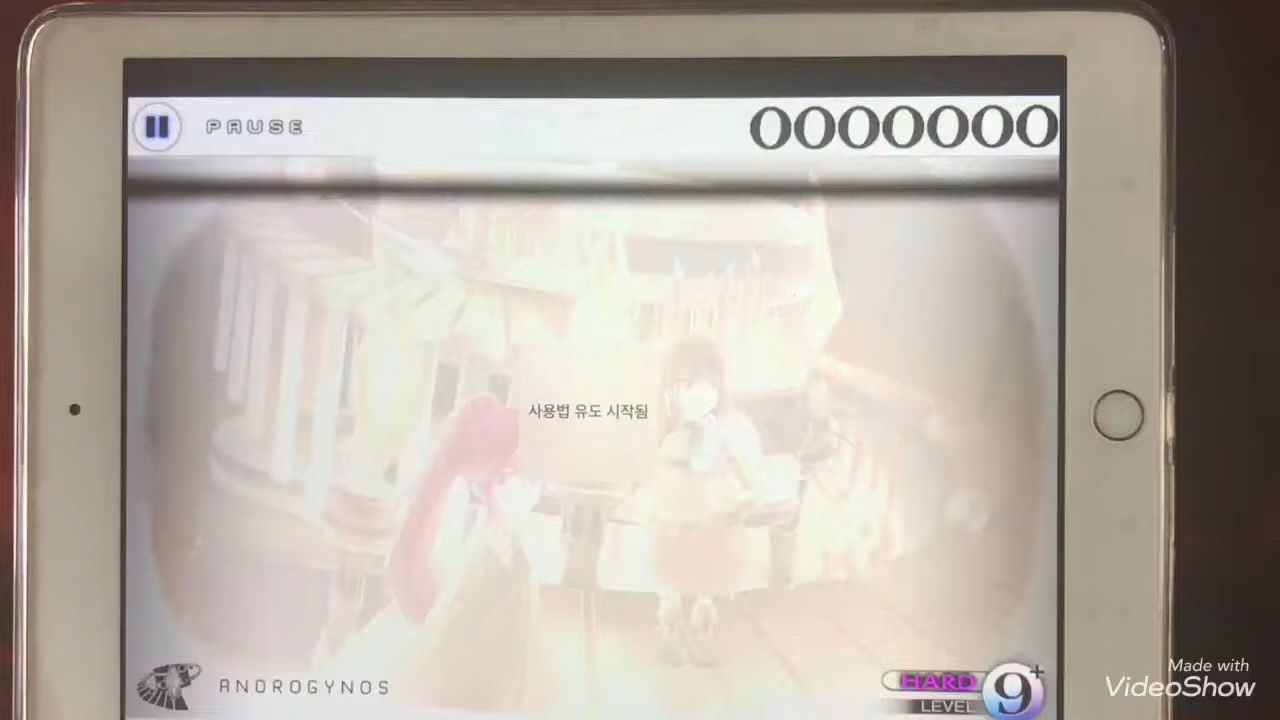 PAUSE
0000000
사용법 유도 시작됨
ANDROGYNOS
HARD
LEVEL
9+
Made with
VideoShow